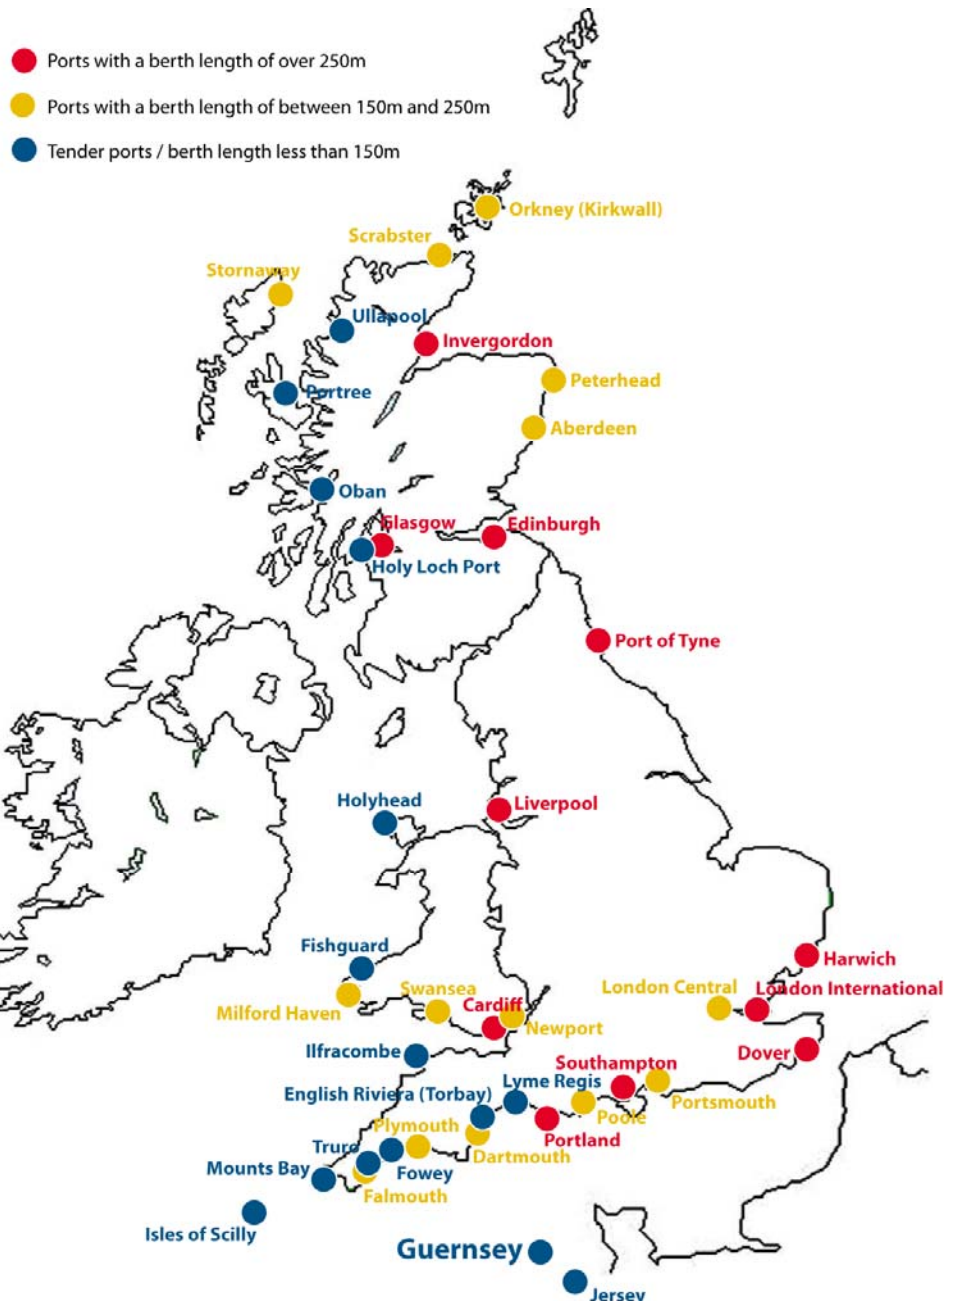 Ports with a berth length of over 250m
Ports with a berth length of between 150m and 250m
Tender ports / berth length less than 150m
Orkney (Kirkwall)
Scrabster
Stornaway
Ullapool
Invergordon
Peterhead
Portree
Aberdeen
Oban
Glasgow
Edinburgh
Holy Loch Port
Port of Tyne
Holyhead
Liverpool
Fishguard
Harwich
Swansea
London Central
London International
Milford Haven
Cardiff
Newport
Ilfracombe
Dover
Southampton
English Riviera (Torbay)
Lyme Regis
Portsmouth
Poole
Plymouth
Portland
Truro
Dartmouth
Mounts Bay
Fowey
Falmouth
Isles of Scilly
Guernsey
Jersey